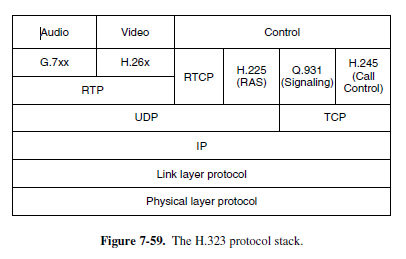 Audio Video Control
G.7xx H.26x RTCP H.225 (RAS) Q.931 (Signaling) H.245 (Call Control)
RTP
UDP TCP
IP
Link layer protocol
Physical layer protocol
Figure 7-59. The H.323 protocol stack.